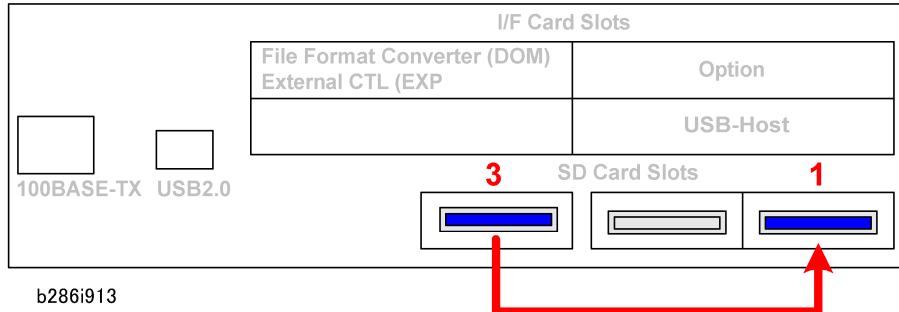 I/F Card Slots
File Format Converter (DOM)
External CTL (EXP
Option
USB-Host
100BASE-TX
USB2.0
3
SD Card Slots
1
b286i913